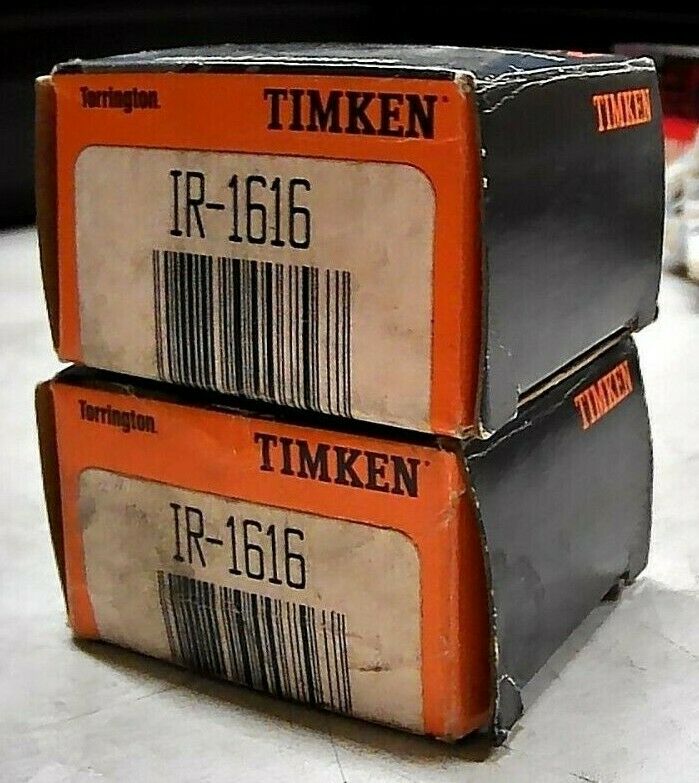 Torrington. TIMKEN
TIMKEN
IR-1616
Torrington. TIMKEN
TIMKEN
IR-1616